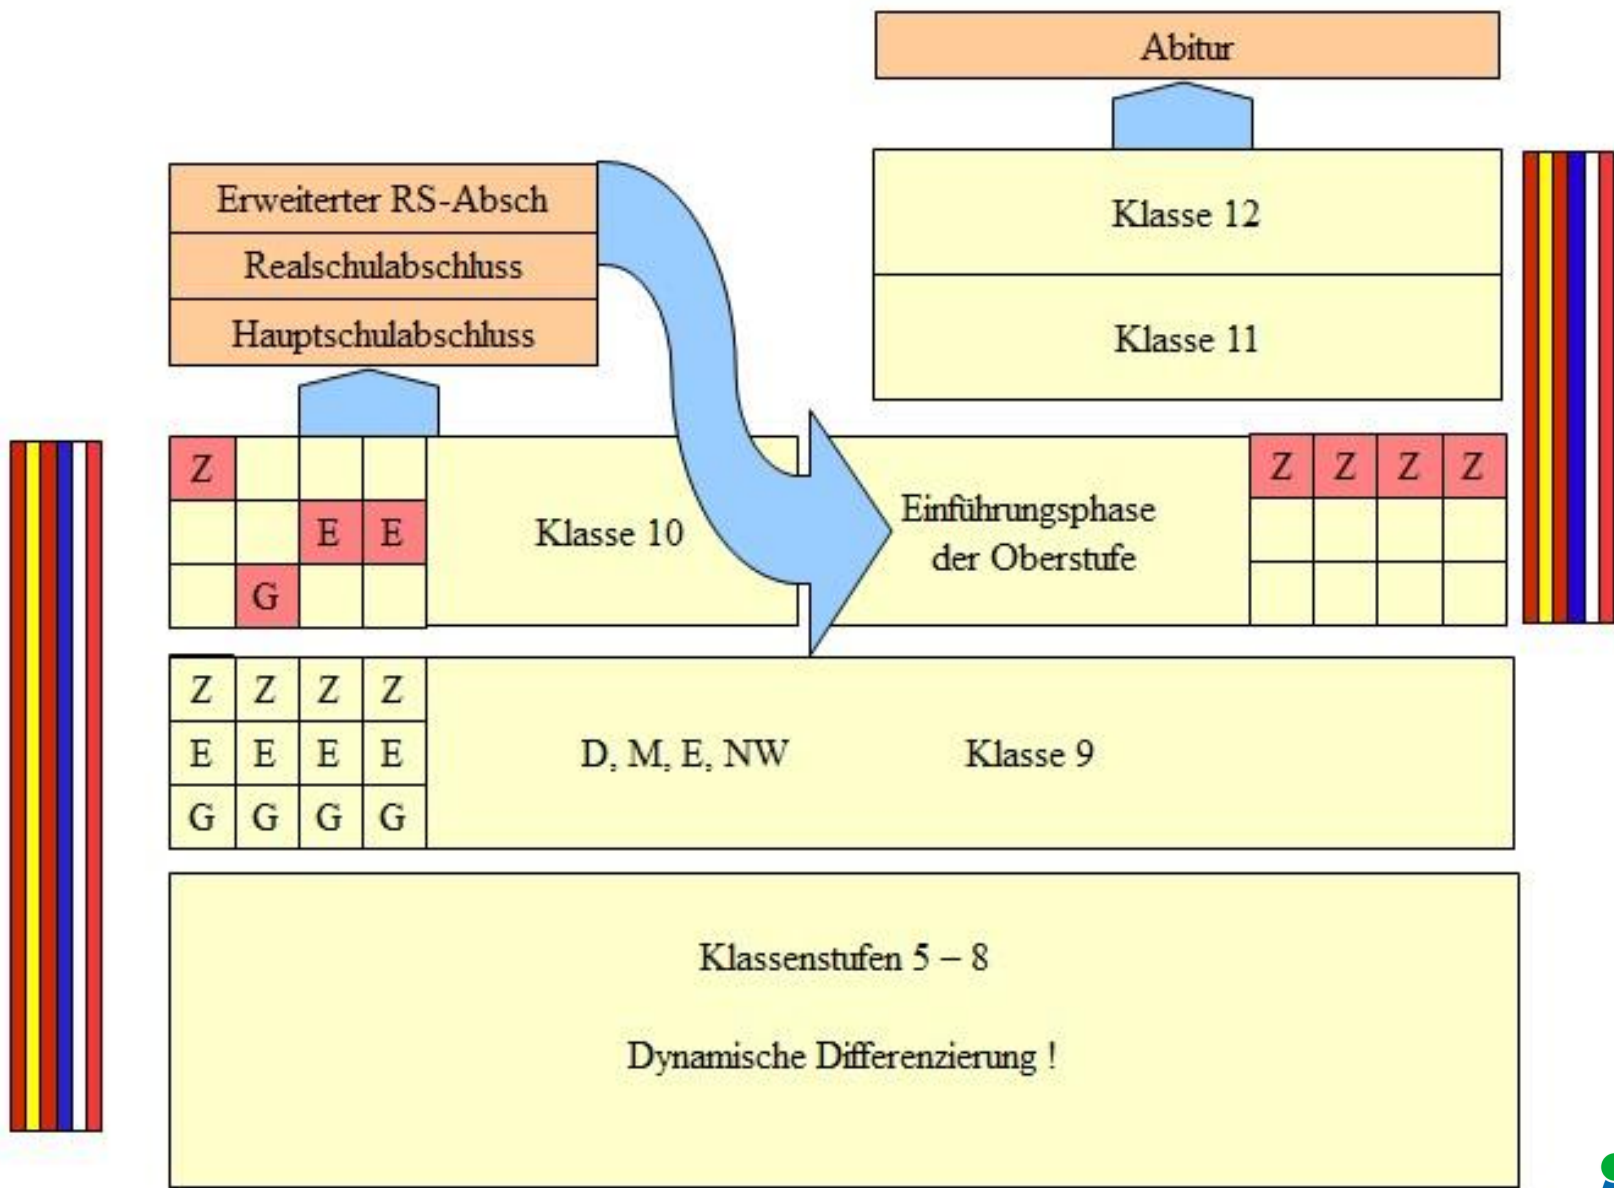 Abitur
Klasse 12
Klasse 11
Erweiterter RS-Absch
Realschulabschluss
Hauptschulabschluss
Z
E E
G
Klasse 10
Einführungsphase
der Oberstufe
Z Z Z Z
Z Z Z Z
E E E E
G G G G
D, M, E, NW
Klasse 9
Klassenstufen 5 – 8
Dynamische Differenzierung !